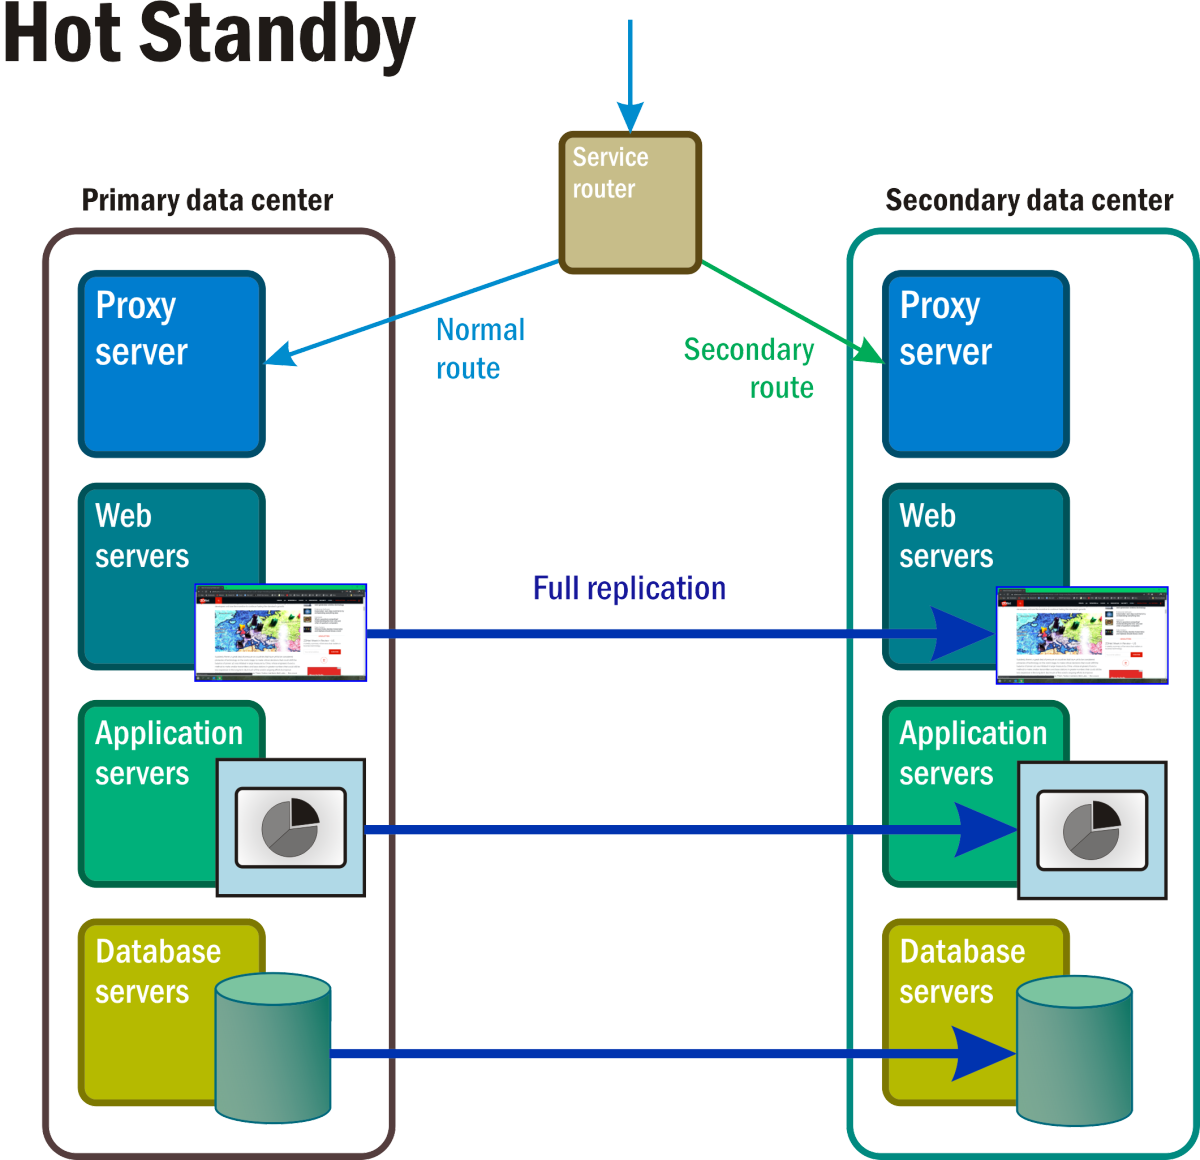 Hot Standby
Service
router
Primary data center
Secondary data center
Proxy
server
Proxy
server
Normal
route
Secondary
route
Web
servers
Web
servers
Full replication
Application
servers
Application
servers
Database
servers
Database
servers